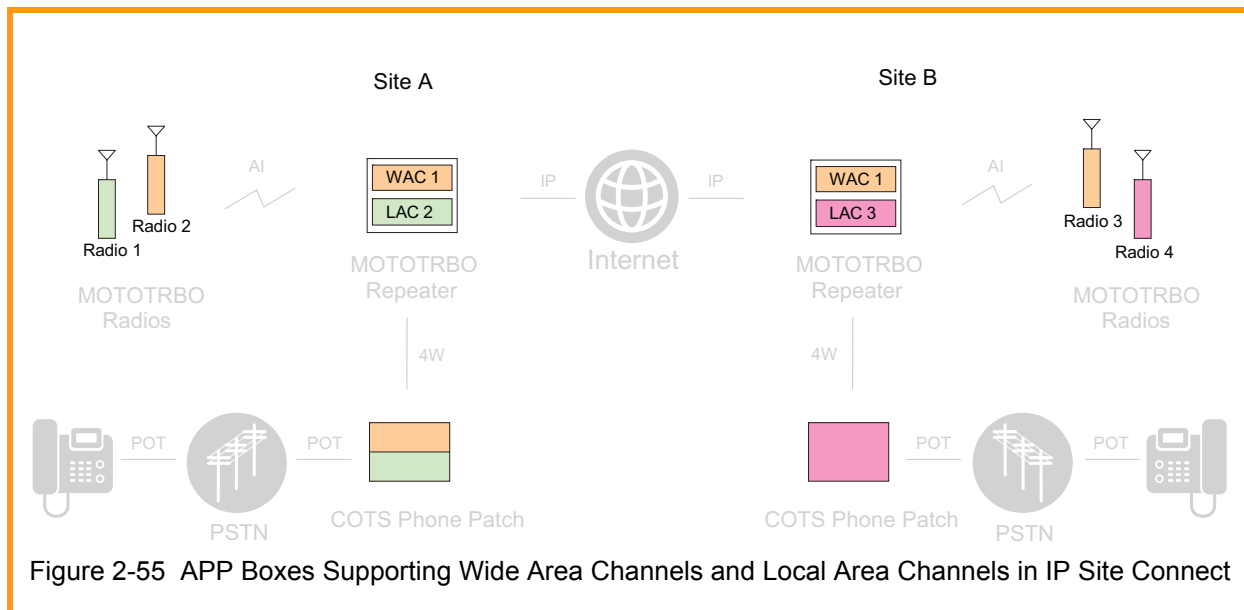 Site A
Site B
AI
WAC 1
LAC 2
IP
IP
WAC 1
LAC 3
AI
Radio 2
Radio 1
Radio 3
Radio 4
MOTOTRBO
Radios
MOTOTRBO
Repeater
Internet
MOTOTRBO
Repeater
MOTOTRBO
Radios
4W
4W
POT
POT
POT
POT
PSTN
COTS Phone Patch
COTS Phone Patch
PSTN
Figure 2-55 APP Boxes Supporting Wide Area Channels and Local Area Channels in IP Site Connect